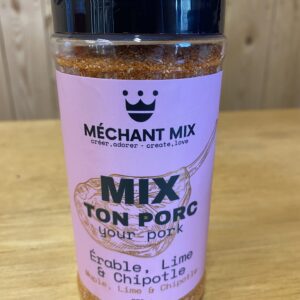 MÉCHANT MIX
créer.adorer - create.love
MIX
TON PORC
your pork
Érable, Lime
& Chipotle
Maple, Lime & Chipotle